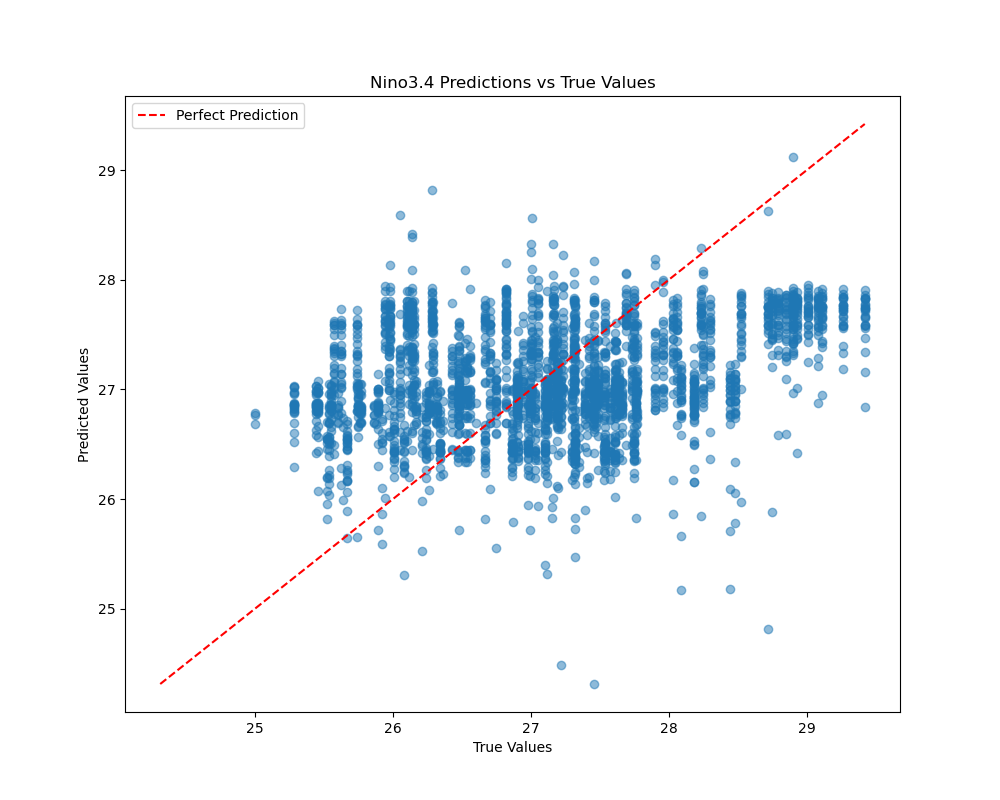 Nino3.4 Predictions vs True Values
Perfect Prediction
Predicted Values
29
28
27
26
25
25 26 27 28 29
True Values